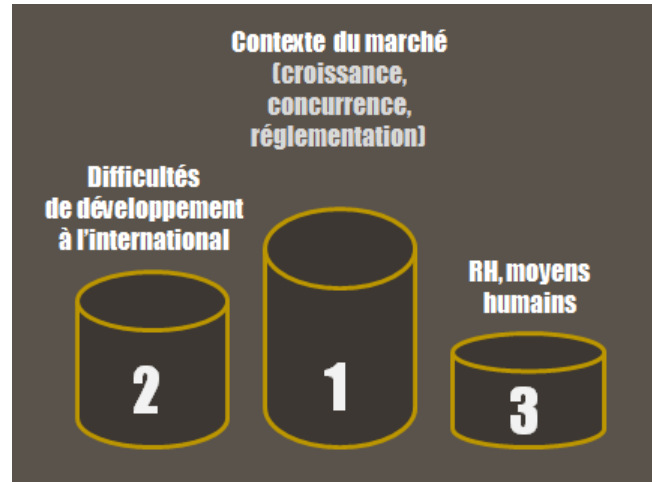 Contexte du marché
(croissance,
concurrence,
réglementation)
Difficultés
de développement
à l'international
RH, moyens
humains
2
1
3